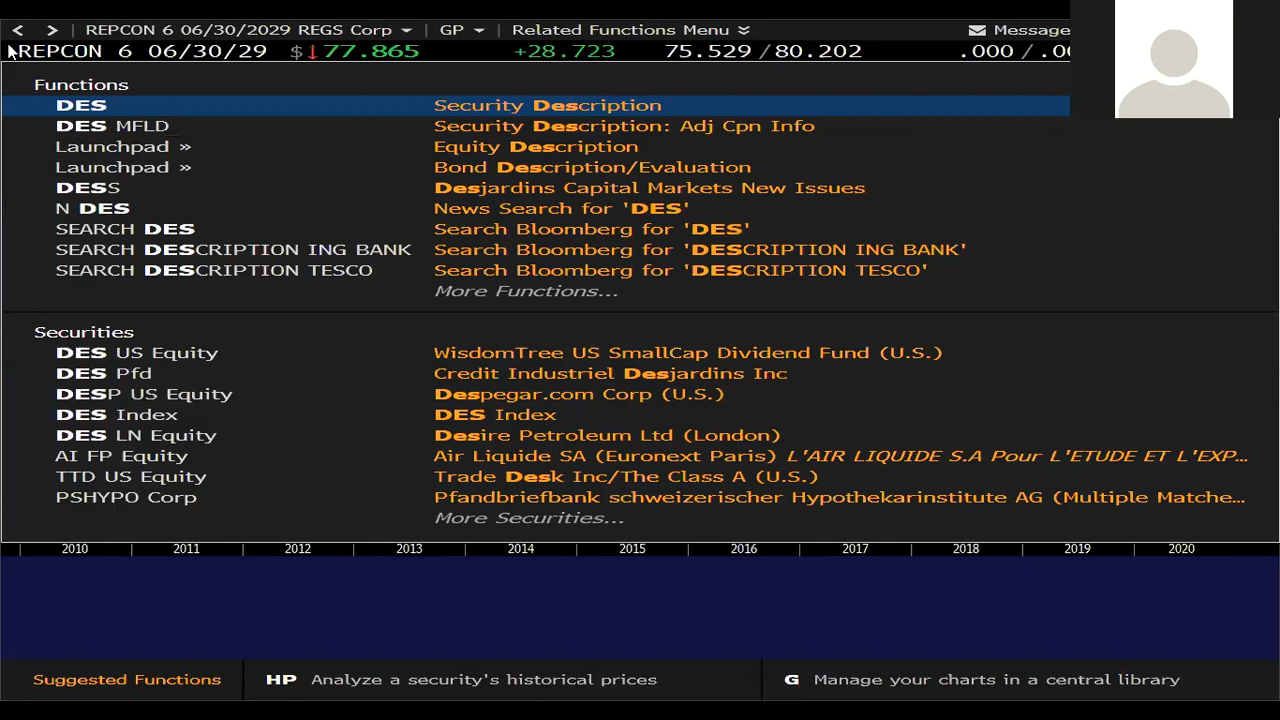 < > REPCON 6 06/30/2029 REGS Corp GP Related Functions Menu Message
REPCON 6 06/30/29 $↓77.865 +28.723 75.529/80.202 .000/.00
Functions
DES Security Description
DES MFLD Security Description: Adj Cpn Info
Launchpad » Equity Description
Launchpad » Bond Description/Evaluation
DESS Desjardins Capital Markets New Issues
N DES News Search for 'DES'
SEARCH DES Search Bloomberg for 'DES'
SEARCH DESCRIPTION ING BANK Search Bloomberg for 'DESCRIPTION ING BANK'
SEARCH DESCRIPTION TESCO Search Bloomberg for 'DESCRIPTION TESCO'
More Functions...
Securities
DES US Equity WisdomTree US SmallCap Dividend Fund (U.S.)
DES Pfd Credit Industriel Desjardins Inc
DESP US Equity Despegar.com Corp (U.S.)
DES Index DES Index
DES LN Equity Desire Petroleum Ltd (London)
AI FP Equity Air Liquide SA (Euronext Paris) L'AIR LIQUIDE S.A Pour L'ETUDE ET L'EXP...
TTD US Equity Trade Desk Inc/The Class A (U.S.)
PSHYPO Corp Pfandbriefbank schweizerischer Hypothekarinstitute AG (Multiple Matche...
More Securities...
2010 2011 2012 2013 2014 2015 2016 2017 2018 2019 2020
Suggested Functions HP Analyze a security's historical prices G Manage your charts in a central library